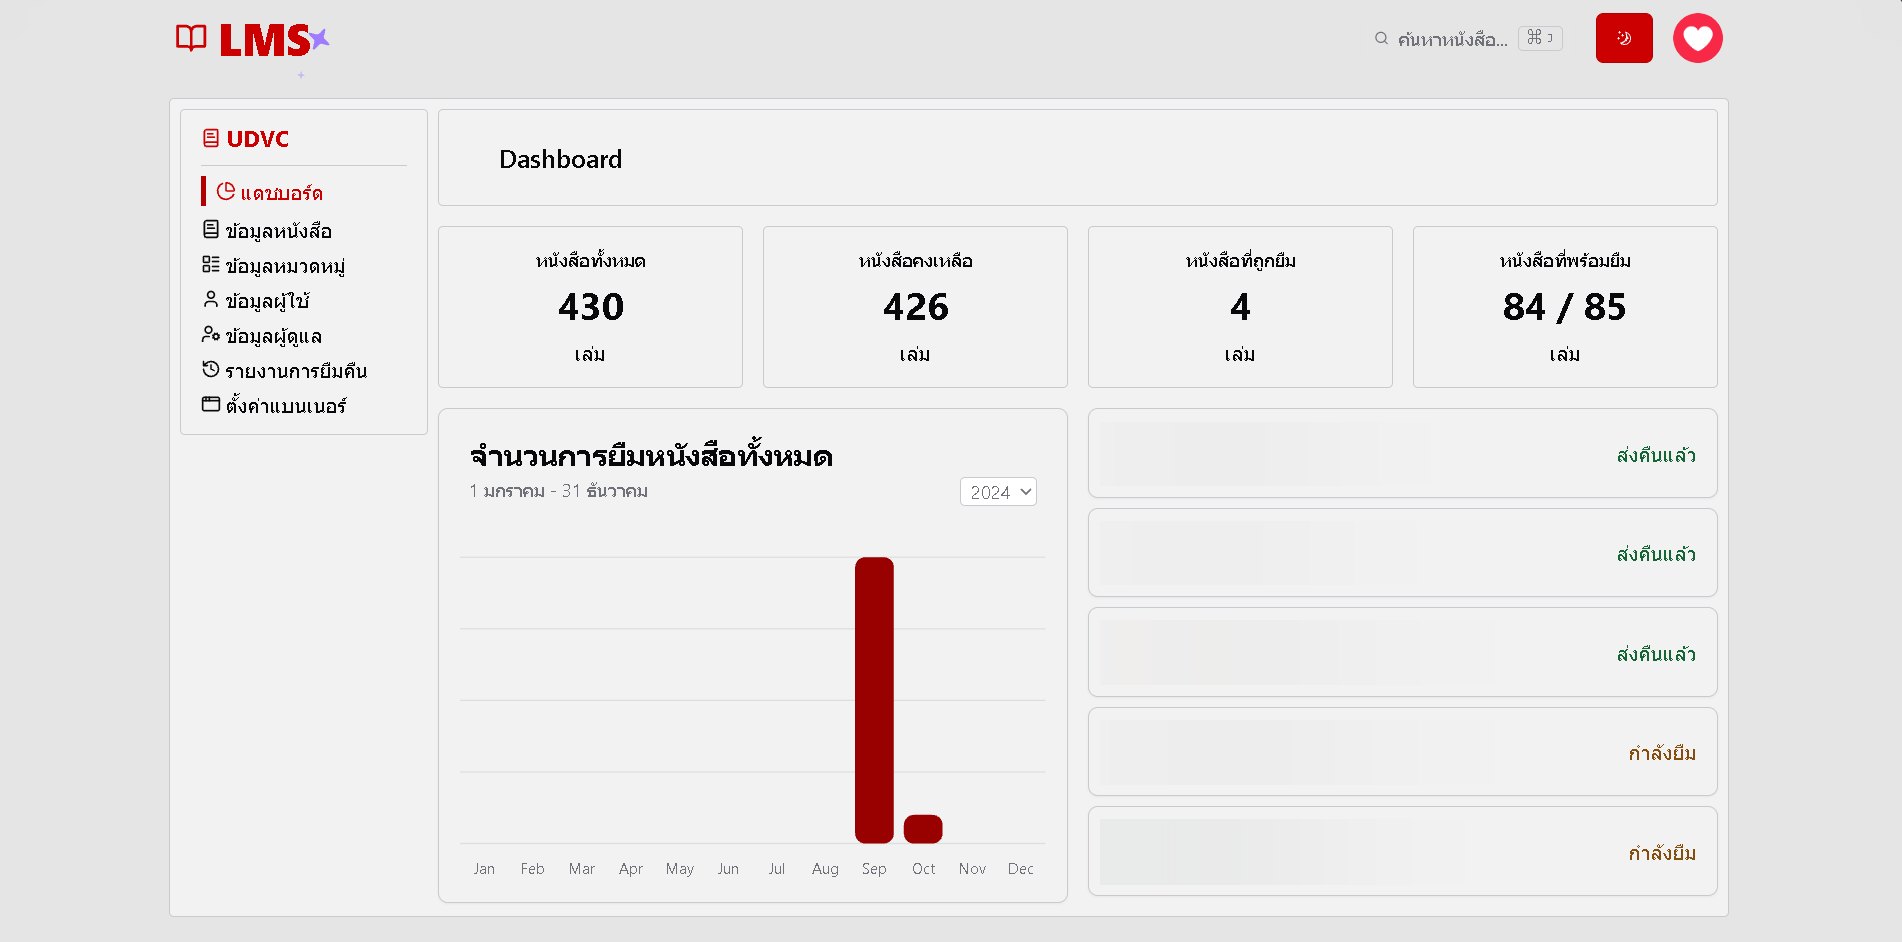 LMS
ค้นหาหนังสือ... ⌘ J
UDVC
แดชบอร์ด
ข้อมูลหนังสือ
ข้อมูลหมวดหมู่
ข้อมูลผู้ใช้
ข้อมูลผู้ดูแล
รายงานการยืมคืน
ตั้งค่าแบนเนอร์
Dashboard
หนังสือทั้งหมด
430
เล่ม
หนังสือคงเหลือ
426
เล่ม
หนังสือที่ถูกยืม
4
เล่ม
หนังสือที่พร้อมยืม
84 / 85
เล่ม
จำนวนการยืมหนังสือทั้งหมด
1 มกราคม - 31 ธันวาคม
2024
Jan Feb Mar Apr May Jun Jul Aug Sep Oct Nov Dec
ส่งคืนแล้ว
ส่งคืนแล้ว
ส่งคืนแล้ว
กำลังยืม
กำลังยืม